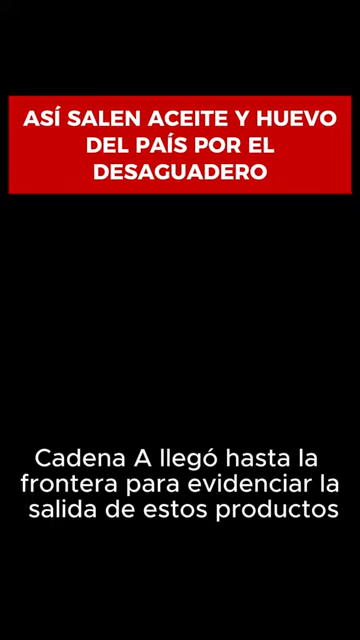 ASÍ SALEN ACEITE Y HUEVO
DEL PAÍS POR EL
DESAGUADERO
Cadena A llegó hasta la
frontera para evidenciar la
salida de estos productos